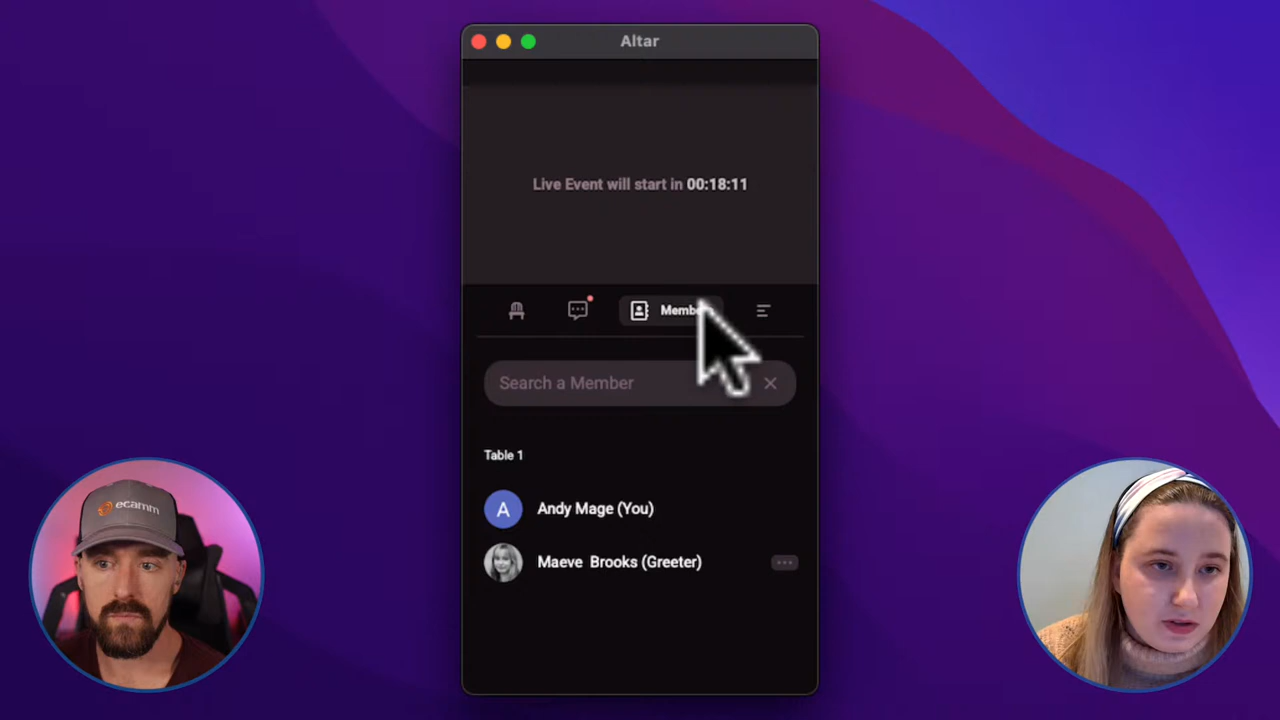 Altar
Live Event will start in 00:18:11
Search a Member
Table 1
A
Andy Mage (You)
Maeve Brooks (Greeter)
ecamm